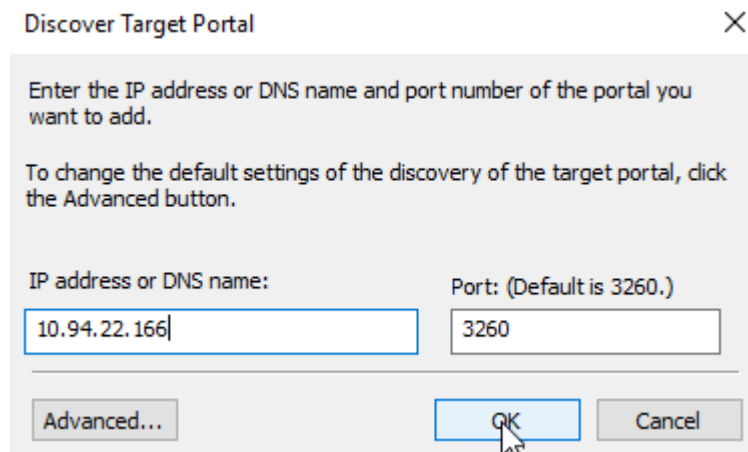 Discover Target Portal
Enter the IP address or DNS name and port number of the portal you
want to add.
To change the default settings of the discovery of the target portal, click
the Advanced button.
IP address or DNS name:
Port: (Default is 3260.)
10.94.22.166
3260
Advanced...
OK
Cancel